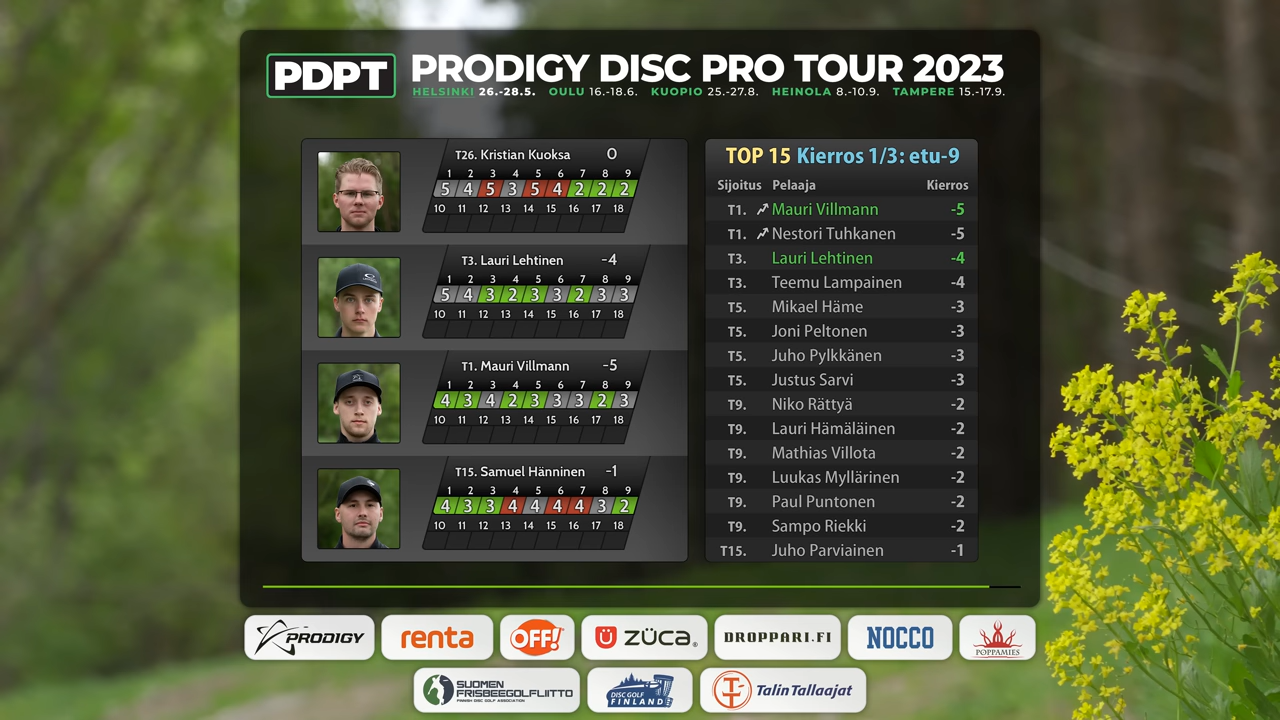 PDPT PRODIGY DISC PRO TOUR 2023
HELSINKI 26.-28.5. OULU 16.-18.6. KUOPIO 25.-27.8. HEINOLA 8.-10.9. TAMPERE 15.-17.9.
T26. Kristian Kuoksa 0
1 2 3 4 5 6 7 8 9
5 4 5 3 5 4 2 2 2
10 11 12 13 14 15 16 17 18
T3. Lauri Lehtinen -4
1 2 3 4 5 6 7 8 9
5 4 3 2 3 3 2 3 3
10 11 12 13 14 15 16 17 18
T1. Mauri Villmann -5
1 2 3 4 5 6 7 8 9
4 3 4 2 3 3 3 2 3
10 11 12 13 14 15 16 17 18
T15. Samuel Hänninen -1
1 2 3 4 5 6 7 8 9
4 3 3 4 4 4 4 3 2
10 11 12 13 14 15 16 17 18
TOP 15 Kierros 1/3: etu-9
Sijoitus Pelaaja Kierros
T1. Mauri Villmann -5
T1. Nestori Tuhkanen -5
T3. Lauri Lehtinen -4
T3. Teemu Lampainen -4
T5. Mikael Häme -3
T5. Joni Peltonen -3
T5. Juho Pylkkänen -3
T5. Justus Sarvi -3
T9. Niko Rättyä -2
T9. Lauri Hämäläinen -2
T9. Mathias Villota -2
T9. Luukas Myllärinen -2
T9. Paul Puntonen -2
T9. Sampo Riekki -2
T15. Juho Parviainen -1
PRODIGY renta OFF! ZÜCA® DROPPARI.FI NOCCO POPPAMIES
SUOMEN
FRISBEEGOLFLIITTO
FINNISH DISC GOLF ASSOCIATION
DISC GOLF
FINLAND
TT Talin Tallaajat